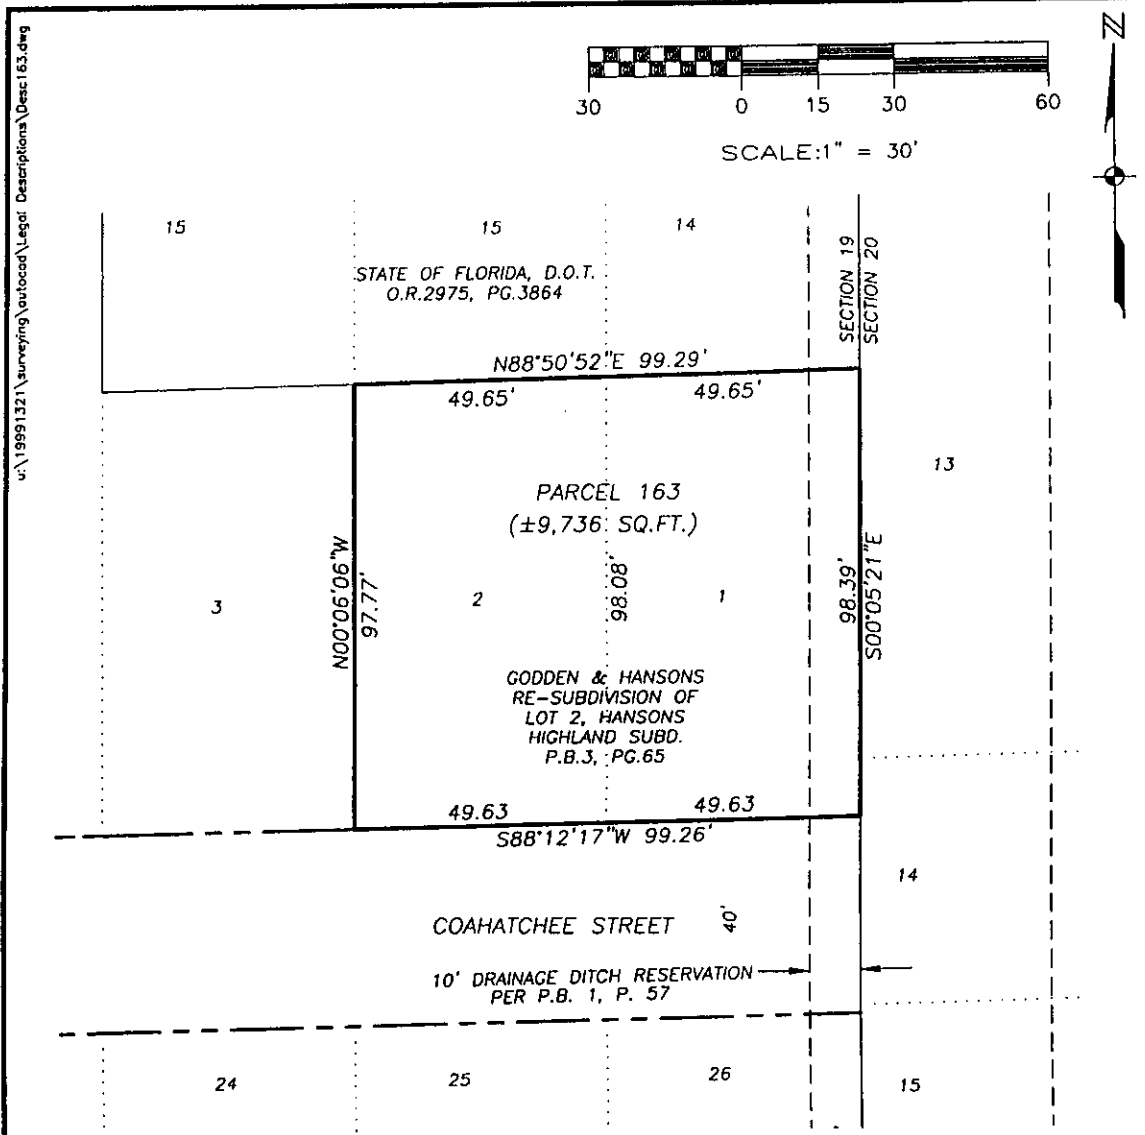 u:\19991321\surveying\autocad\Legal Descriptions\Desc163.dwg
N
30 0 15 30 60
SCALE:1" = 30'
15 15 14
STATE OF FLORIDA, D.O.T.
O.R.2975, PG.3864
SECTION 19
SECTION 20
N88°50'52"E 99.29'
49.65' 49.65'
13
PARCEL 163
(±9,736 SQ.FT.)
N00°06'06"W
97.77'
98.08'
98.39'
S00°05'21"E
3 2 1
GODDEN & HANSONS
RE-SUBDIVISION OF
LOT 2, HANSONS
HIGHLAND SUBD.
P.B.3, PG.65
49.63 49.63
S88°12'17"W 99.26'
14
COAHATCHEE STREET 40'
10' DRAINAGE DITCH RESERVATION
PER P.B. 1, P. 57
24 25 26 15